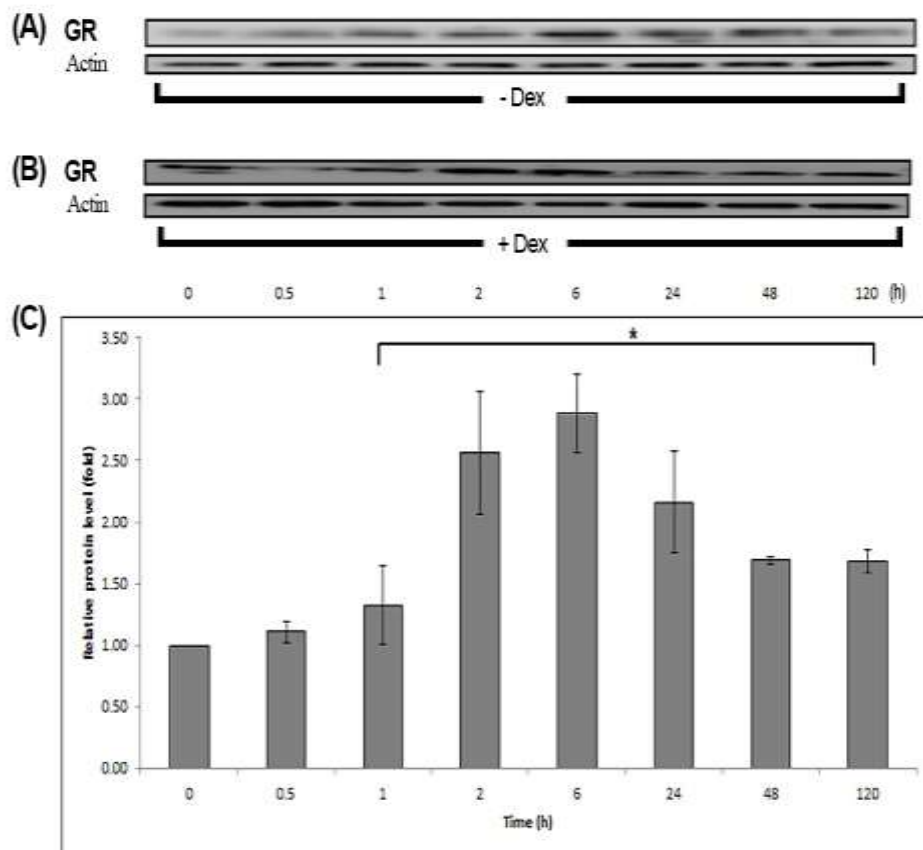 (A) GR
Actin
- Dex
(B) GR
Actin
+ Dex
0 0.5 1 2 6 24 48 120 (h)
(C)
3.50
*
3.00
2.50
2.00
1.50
1.00
0.50
0.00
Relative protein level (fold)
0 0.5 1 2 6 24 48 120
Time (h)